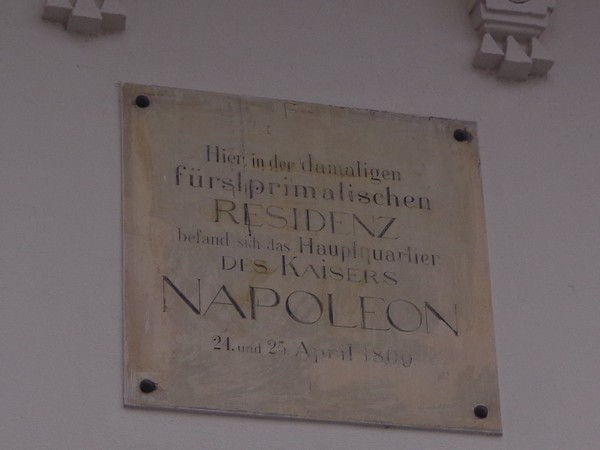 Hier in der damaligen
fürstprimatischen
RESIDENZ
befand sich das Hauptquartier
DES KAISERS
NAPOLEON
24. und 25. April 1809